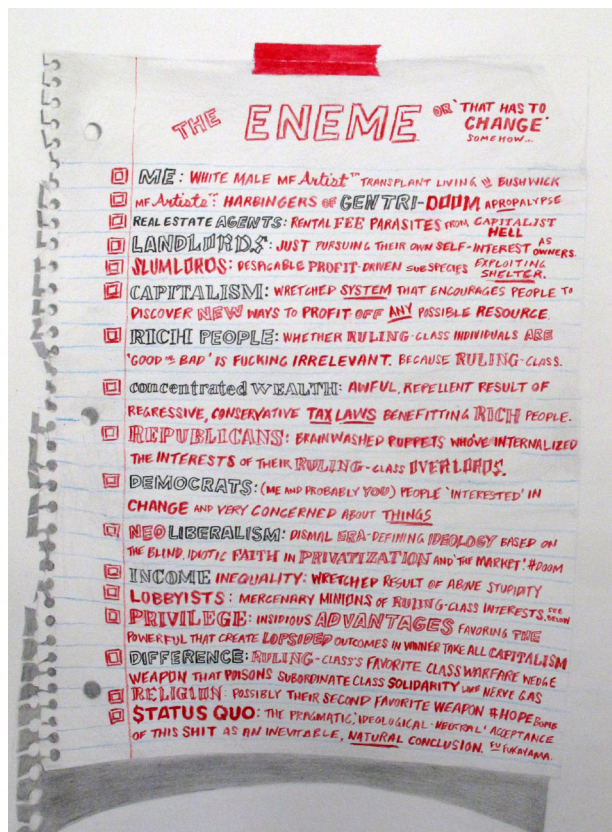 THE ENEME OR "THAT HAS TO
CHANGE"
SOMEHOW...
ME: WHITE MALE MF Artist™ TRANSPLANT LIVING IN BUSHWICK
MF Artists™: HARBINGERS OF GENTRI-DOOM APROPALYPSE
REAL ESTATE AGENTS: RENTAL FEE PARASITES FROM CAPITALIST
HELL
LANDLORDS: JUST PURSUING THEIR OWN SELF-INTEREST AS
OWNERS.
SLUMLORDS: DESPICABLE PROFIT-DRIVEN SUBSPECIES EXPLOITING
SHELTER.
CAPITALISM: WRETCHED SYSTEM THAT ENCOURAGES PEOPLE TO
DISCOVER NEW WAYS TO PROFIT OFF ANY POSSIBLE RESOURCE.
RICH PEOPLE: WHETHER RULING-CLASS INDIVIDUALS ARE
'GOOD OR BAD' IS FUCKING IRRELEVANT. BECAUSE RULING-CLASS.
concentrated WEALTH: AWFUL, REPELLENT RESULT OF
REGRESSIVE, CONSERVATIVE TAX LAWS BENEFITTING RICH PEOPLE.
REPUBLICANS: BRAINWASHED PUPPETS WHO'VE INTERNALIZED
THE INTERESTS OF THEIR RULING-CLASS OVERLORDS.
DEMOCRATS: (ME AND PROBABLY YOU) PEOPLE 'INTERESTED' IN
CHANGE AND VERY CONCERNED ABOUT THINGS
NEOLIBERALISM: DISMAL ERA-DEFINING IDEOLOGY BASED ON
THE BLIND, IDIOTIC FAITH IN PRIVATIZATION AND 'THE MARKET'. #DOOM
INCOME INEQUALITY: WRETCHED RESULT OF ABOVE STUPIDITY
LOBBYISTS: MERCENARY MINIONS OF RULING-CLASS INTERESTS. SEE
BELOW
PRIVILEGE: INSIDIOUS ADVANTAGES FAVORING THE
POWERFUL THAT CREATE LOPSIDED OUTCOMES IN WINNER TAKE ALL CAPITALISM
DIFFERENCE: RULING-CLASS'S FAVORITE CLASS WARFARE WEDGE
WEAPON THAT POISONS SUBORDINATE CLASS SOLIDARITY LIKE NERVE GAS
RELIGION: POSSIBLY THEIR SECOND FAVORITE WEAPON #HOPE BOMB
STATUS QUO: THE PRAGMATIC, 'IDEOLOGICAL-NEUTRAL' ACCEPTANCE
OF THIS SHIT AS AN INEVITABLE, NATURAL CONCLUSION. FU FUKUYAMA.